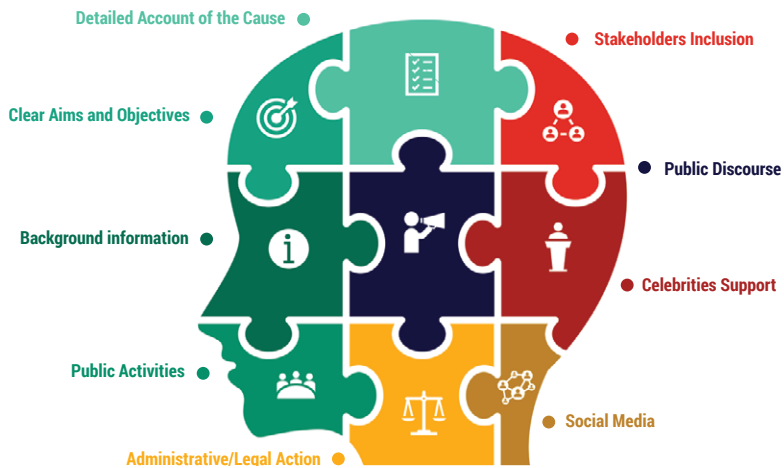 Detailed Account of the Cause
Stakeholders Inclusion
Clear Aims and Objectives
Public Discourse
Background information
Celebrities Support
Public Activities
Social Media
Administrative/Legal Action